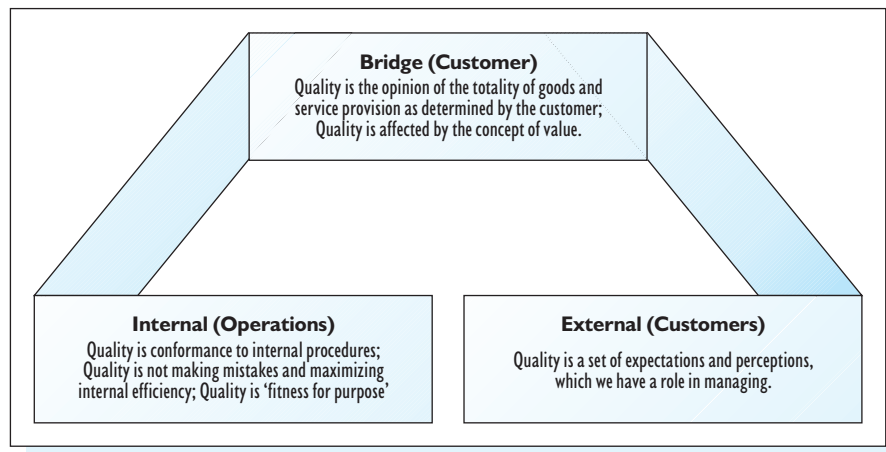 Bridge (Customer)
Quality is the opinion of the totality of goods and
service provision as determined by the customer;
Quality is affected by the concept of value.
Internal (Operations)
Quality is conformance to internal procedures;
Quality is not making mistakes and maximizing
internal efficiency; Quality is ‘fitness for purpose’
External (Customers)
Quality is a set of expectations and perceptions,
which we have a role in managing.